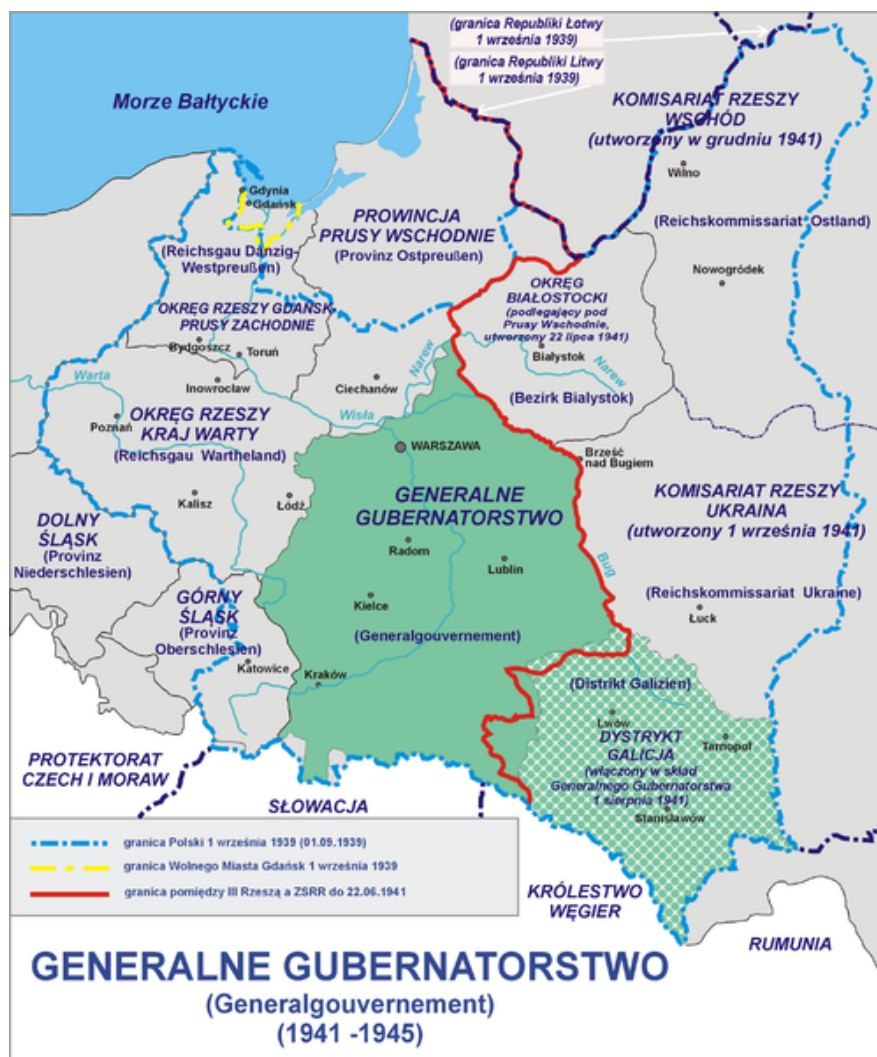 (granica Republiki Łotwy
1 września 1939)
(granica Republiki Litwy
1 września 1939)
Morze Bałtyckie
KOMISARIAT RZESZY
WSCHÓD
(utworzony w grudniu 1941)
Wilno
(Reichskommissariat Ostland)
Nowogródek
Gdynia
Gdańsk
PROWINCJA
PRUSY WSCHODNIE
(Provinz Ostpreußen)
(Reichsgau Danzig-
Westpreußen)
OKRĘG RZESZY GDAŃSK
PRUSY ZACHODNIE
Bydgoszcz
Toruń
Inowrocław
OKRĘG
BIAŁOSTOCKI
(podlegający pod
Prusy Wschodnie,
utworzony 22 lipca 1941)
Białystok
Narew
(Bezirk Bialystok)
Ciechanów
Narew
Wisła
Warta
Poznań
OKRĘG RZESZY
KRAJ WARTY
(Reichsgau Wartheland)
Kalisz
Łódź
WARSZAWA
GENERALNE
GUBERNATORSTWO
Radom
Lublin
Kielce
(Generalgouvernement)
Kraków
Brześć
nad Bugiem
Bug
KOMISARIAT RZESZY
UKRAINA
(utworzony 1 września 1941)
(Reichskommissariat Ukraine)
Łuck
DOLNY
ŚLĄSK
(Provinz
Niederschlesien)
GÓRNY
ŚLĄSK
(Provinz
Oberschlesien)
Katowice
(Distrikt Galizien)
Lwów
Tarnopol
DYSTRYKT
GALICJA
(włączony w skład
Generalnego Gubernatorstwa
1 sierpnia 1941)
Stanisławów
PROTEKTORAT
CZECH I MORAW
SŁOWACJA
KRÓLESTWO
WĘGIER
RUMUNIA
granica Polski 1 września 1939 (01.09.1939)
granica Wolnego Miasta Gdańsk 1 września 1939
granica pomiędzy III Rzeszą a ZSRR do 22.06.1941
GENERALNE GUBERNATORSTWO
(Generalgouvernement)
(1941 -1945)